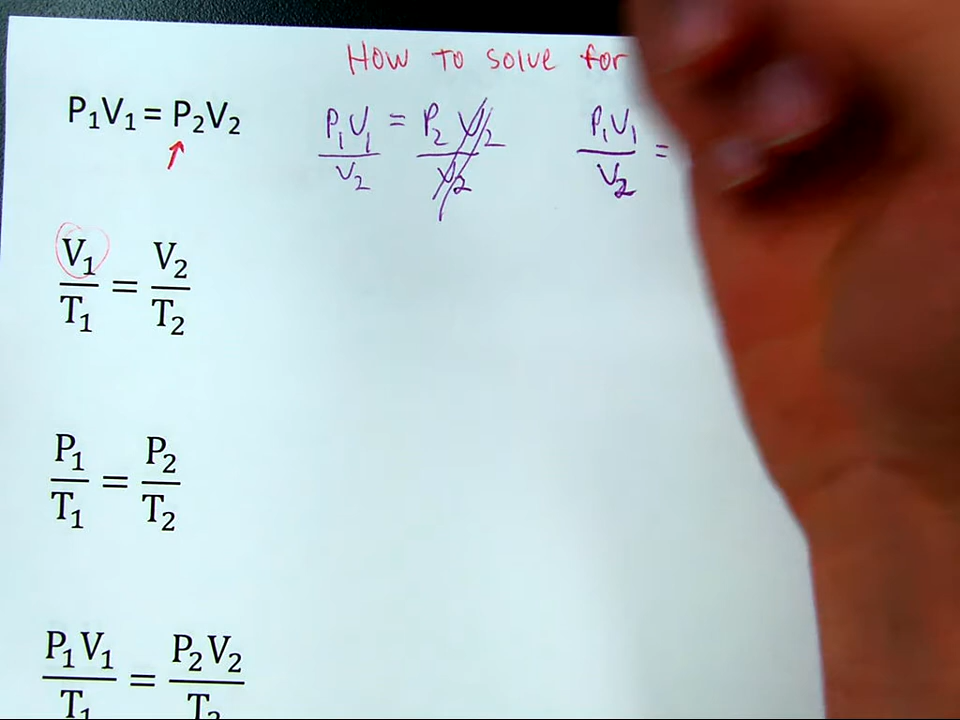 How to solve for
P₁V₁ = P₂V₂
P₁V₁ / V₂ = P₂V₂ / V₂
P₁V₁ / V₂ =
V₁ / T₁ = V₂ / T₂
P₁ / T₁ = P₂ / T₂
P₁V₁ / T₁ = P₂V₂ / T₂